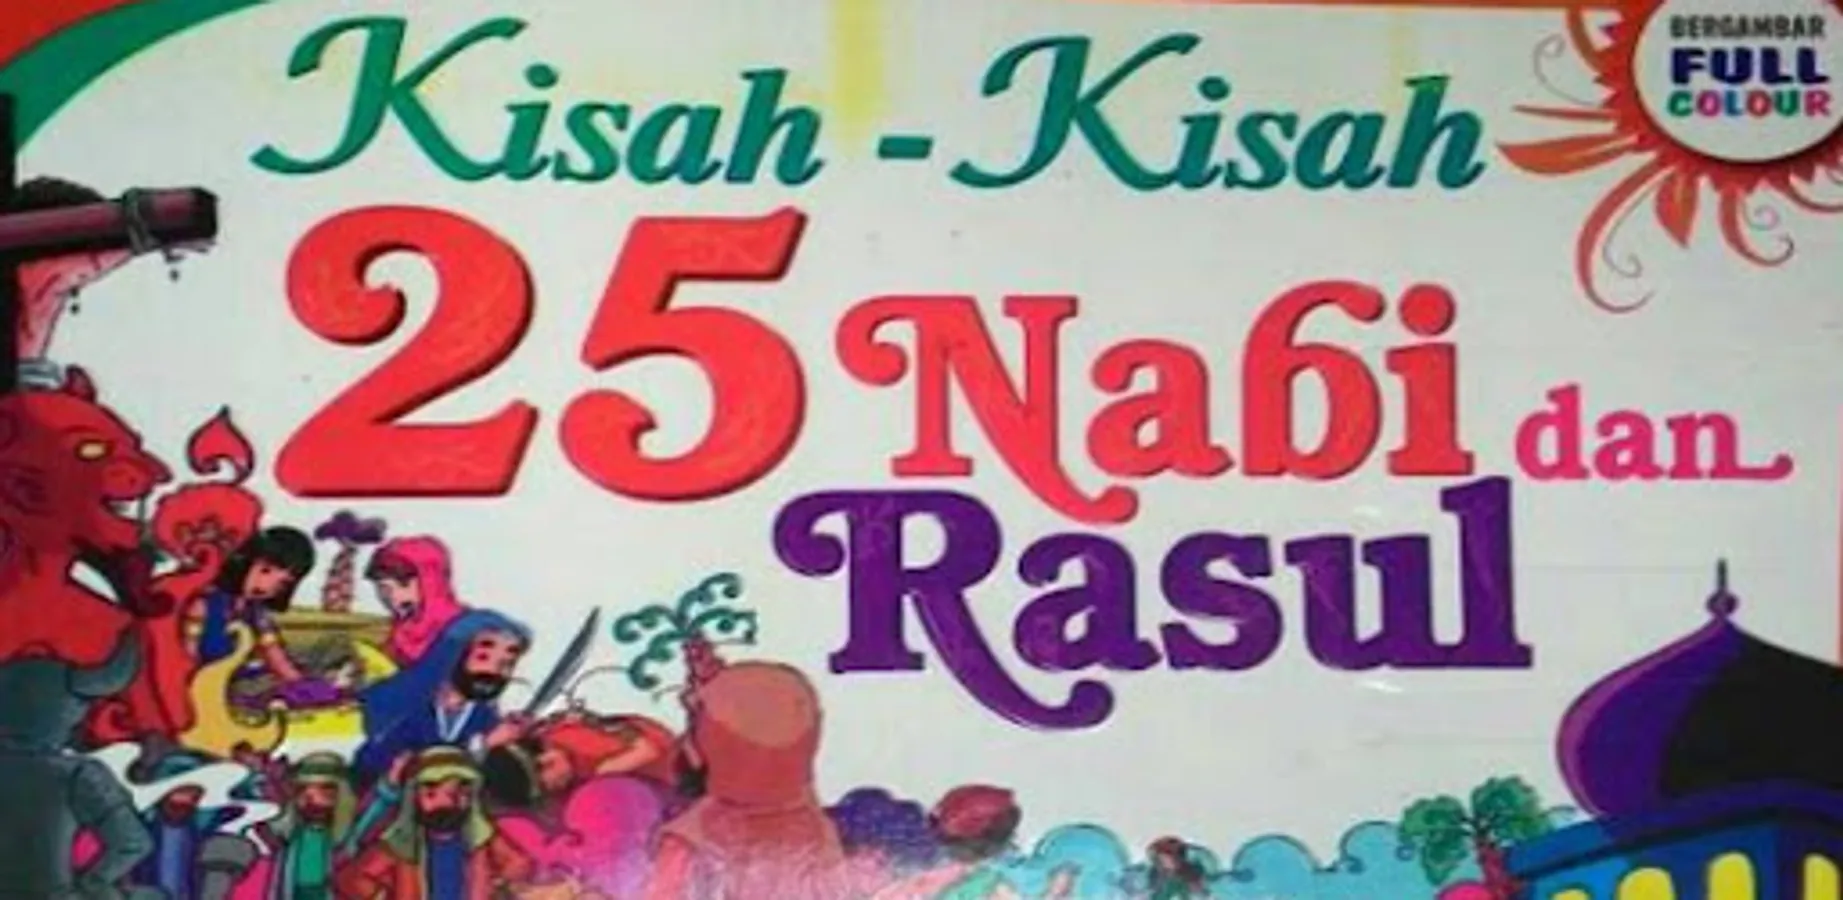 Kisah - Kisah
25 Nabi dan
Rasul
BERGAMBAR
FULL
COLOUR